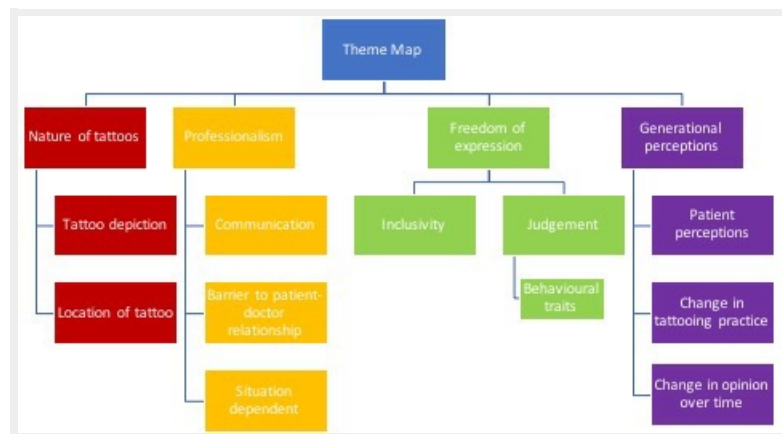 Theme Map
Nature of tattoos
Professionalism
Freedom of
expression
Generational
perceptions
Tattoo depiction
Communication
Inclusivity
Judgement
Patient
perceptions
Location of tattoo
Barrier to patient-
doctor
relationship
Behavioural
traits
Change in
tattooing practice
Situation
dependent
Change in opinion
over time